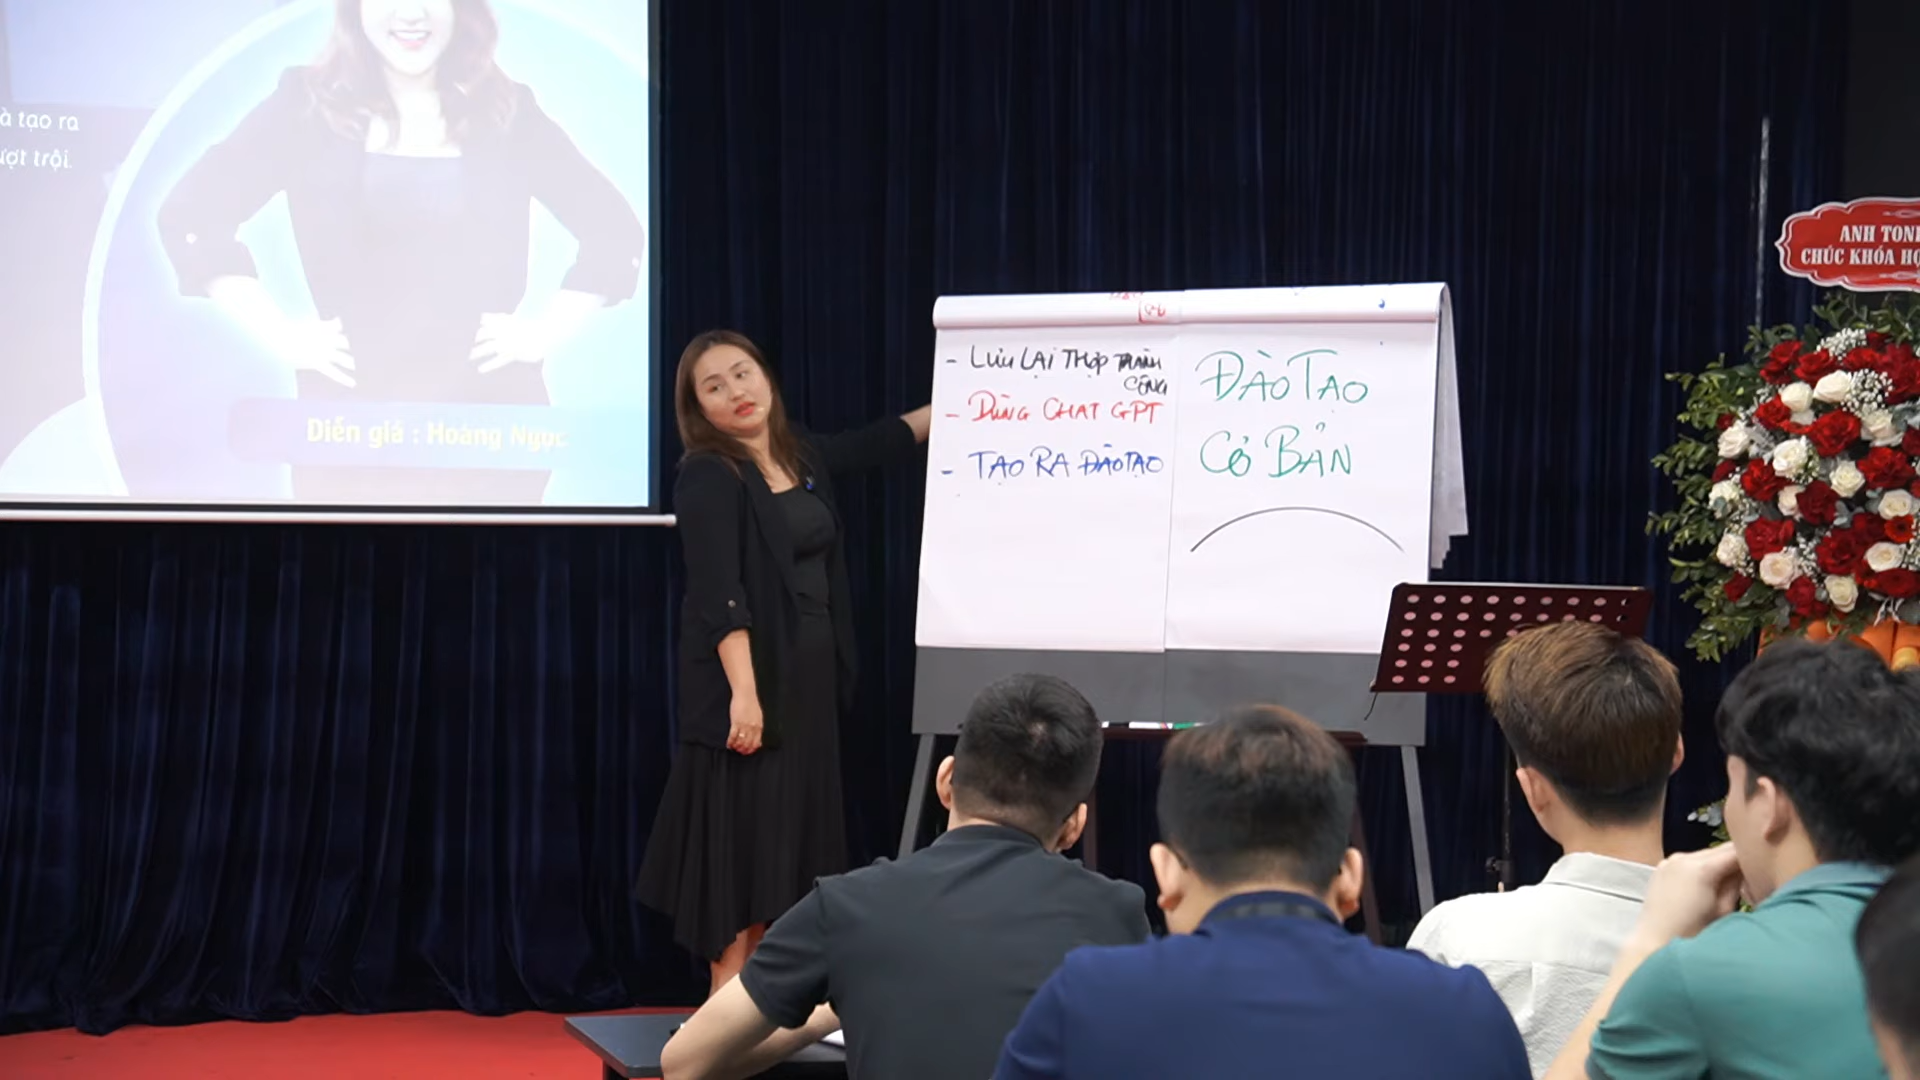 à tạo ra
ượt trội.
Diễn giả : Hoàng Ngọc
- LƯU LẠI THỢP THÀNH
CÔNG
- DÙNG CHAT GPT
- TẠO RA ĐÀO TẠO
ĐÀO TẠO
CƠ BẢN
ANH TON
CHÚC KHÓA HỌ